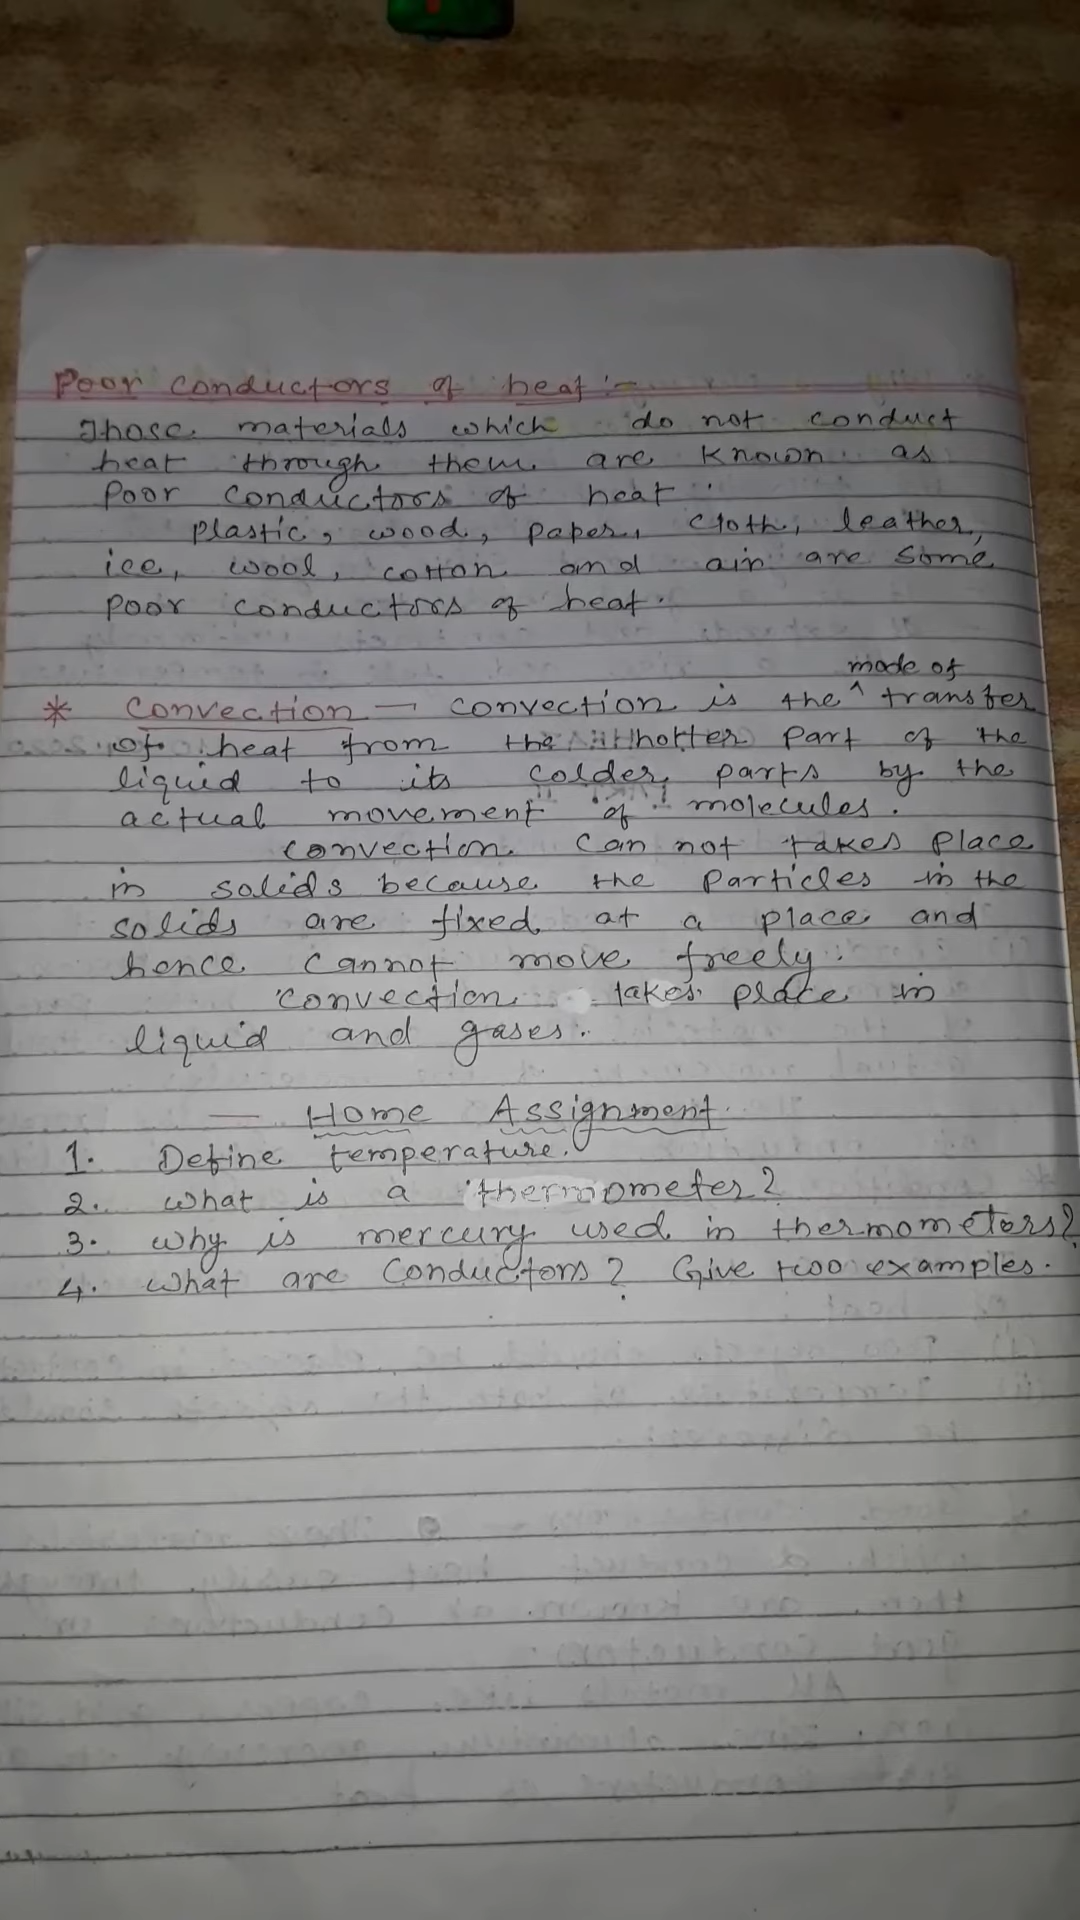 Poor conductors of heat :-
Those materials which do not conduct
heat through them are known as
Poor conductors of heat.
plastic, wood, paper, cloth, leather,
ice, wool, cotton and air are some
poor conductors of heat.
mode of
* Convection — convection is the ^ transfer
of heat from the hotter part of the
liquid to its colder parts by the
actual movement of molecules.
convection can not takes place
in solids because the particles in the
solids are fixed at a place and
hence cannot move freely.
convection takes place in
liquid and gases.
— Home Assignment.
1. Define temperature.
2. what is a thermometer?
3. why is mercury used in thermometors?
4. what are conductors? Give two examples.